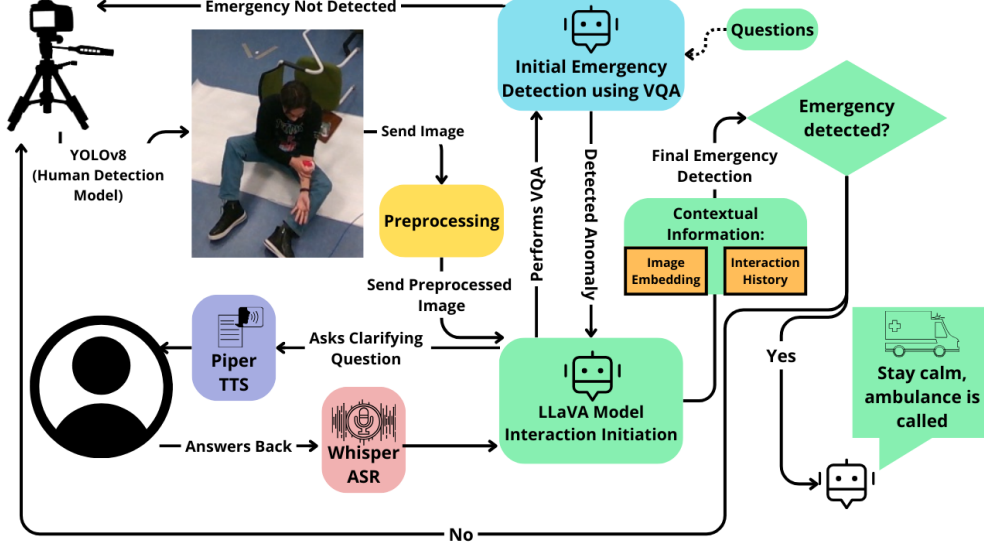 Emergency Not Detected
Questions
Initial Emergency
Detection using VQA
Emergency
detected?
Send Image
YOLOv8
(Human Detection
Model)
Final Emergency
Detection
Performs VQA
Detected Anomaly
Preprocessing
Contextual
Information:
Image
Embedding
Interaction
History
Send Preprocessed
Image
Asks Clarifying
Question
Piper
TTS
Yes
Stay calm,
ambulance is
called
LLaVA Model
Interaction Initiation
Answers Back
Whisper
ASR
No